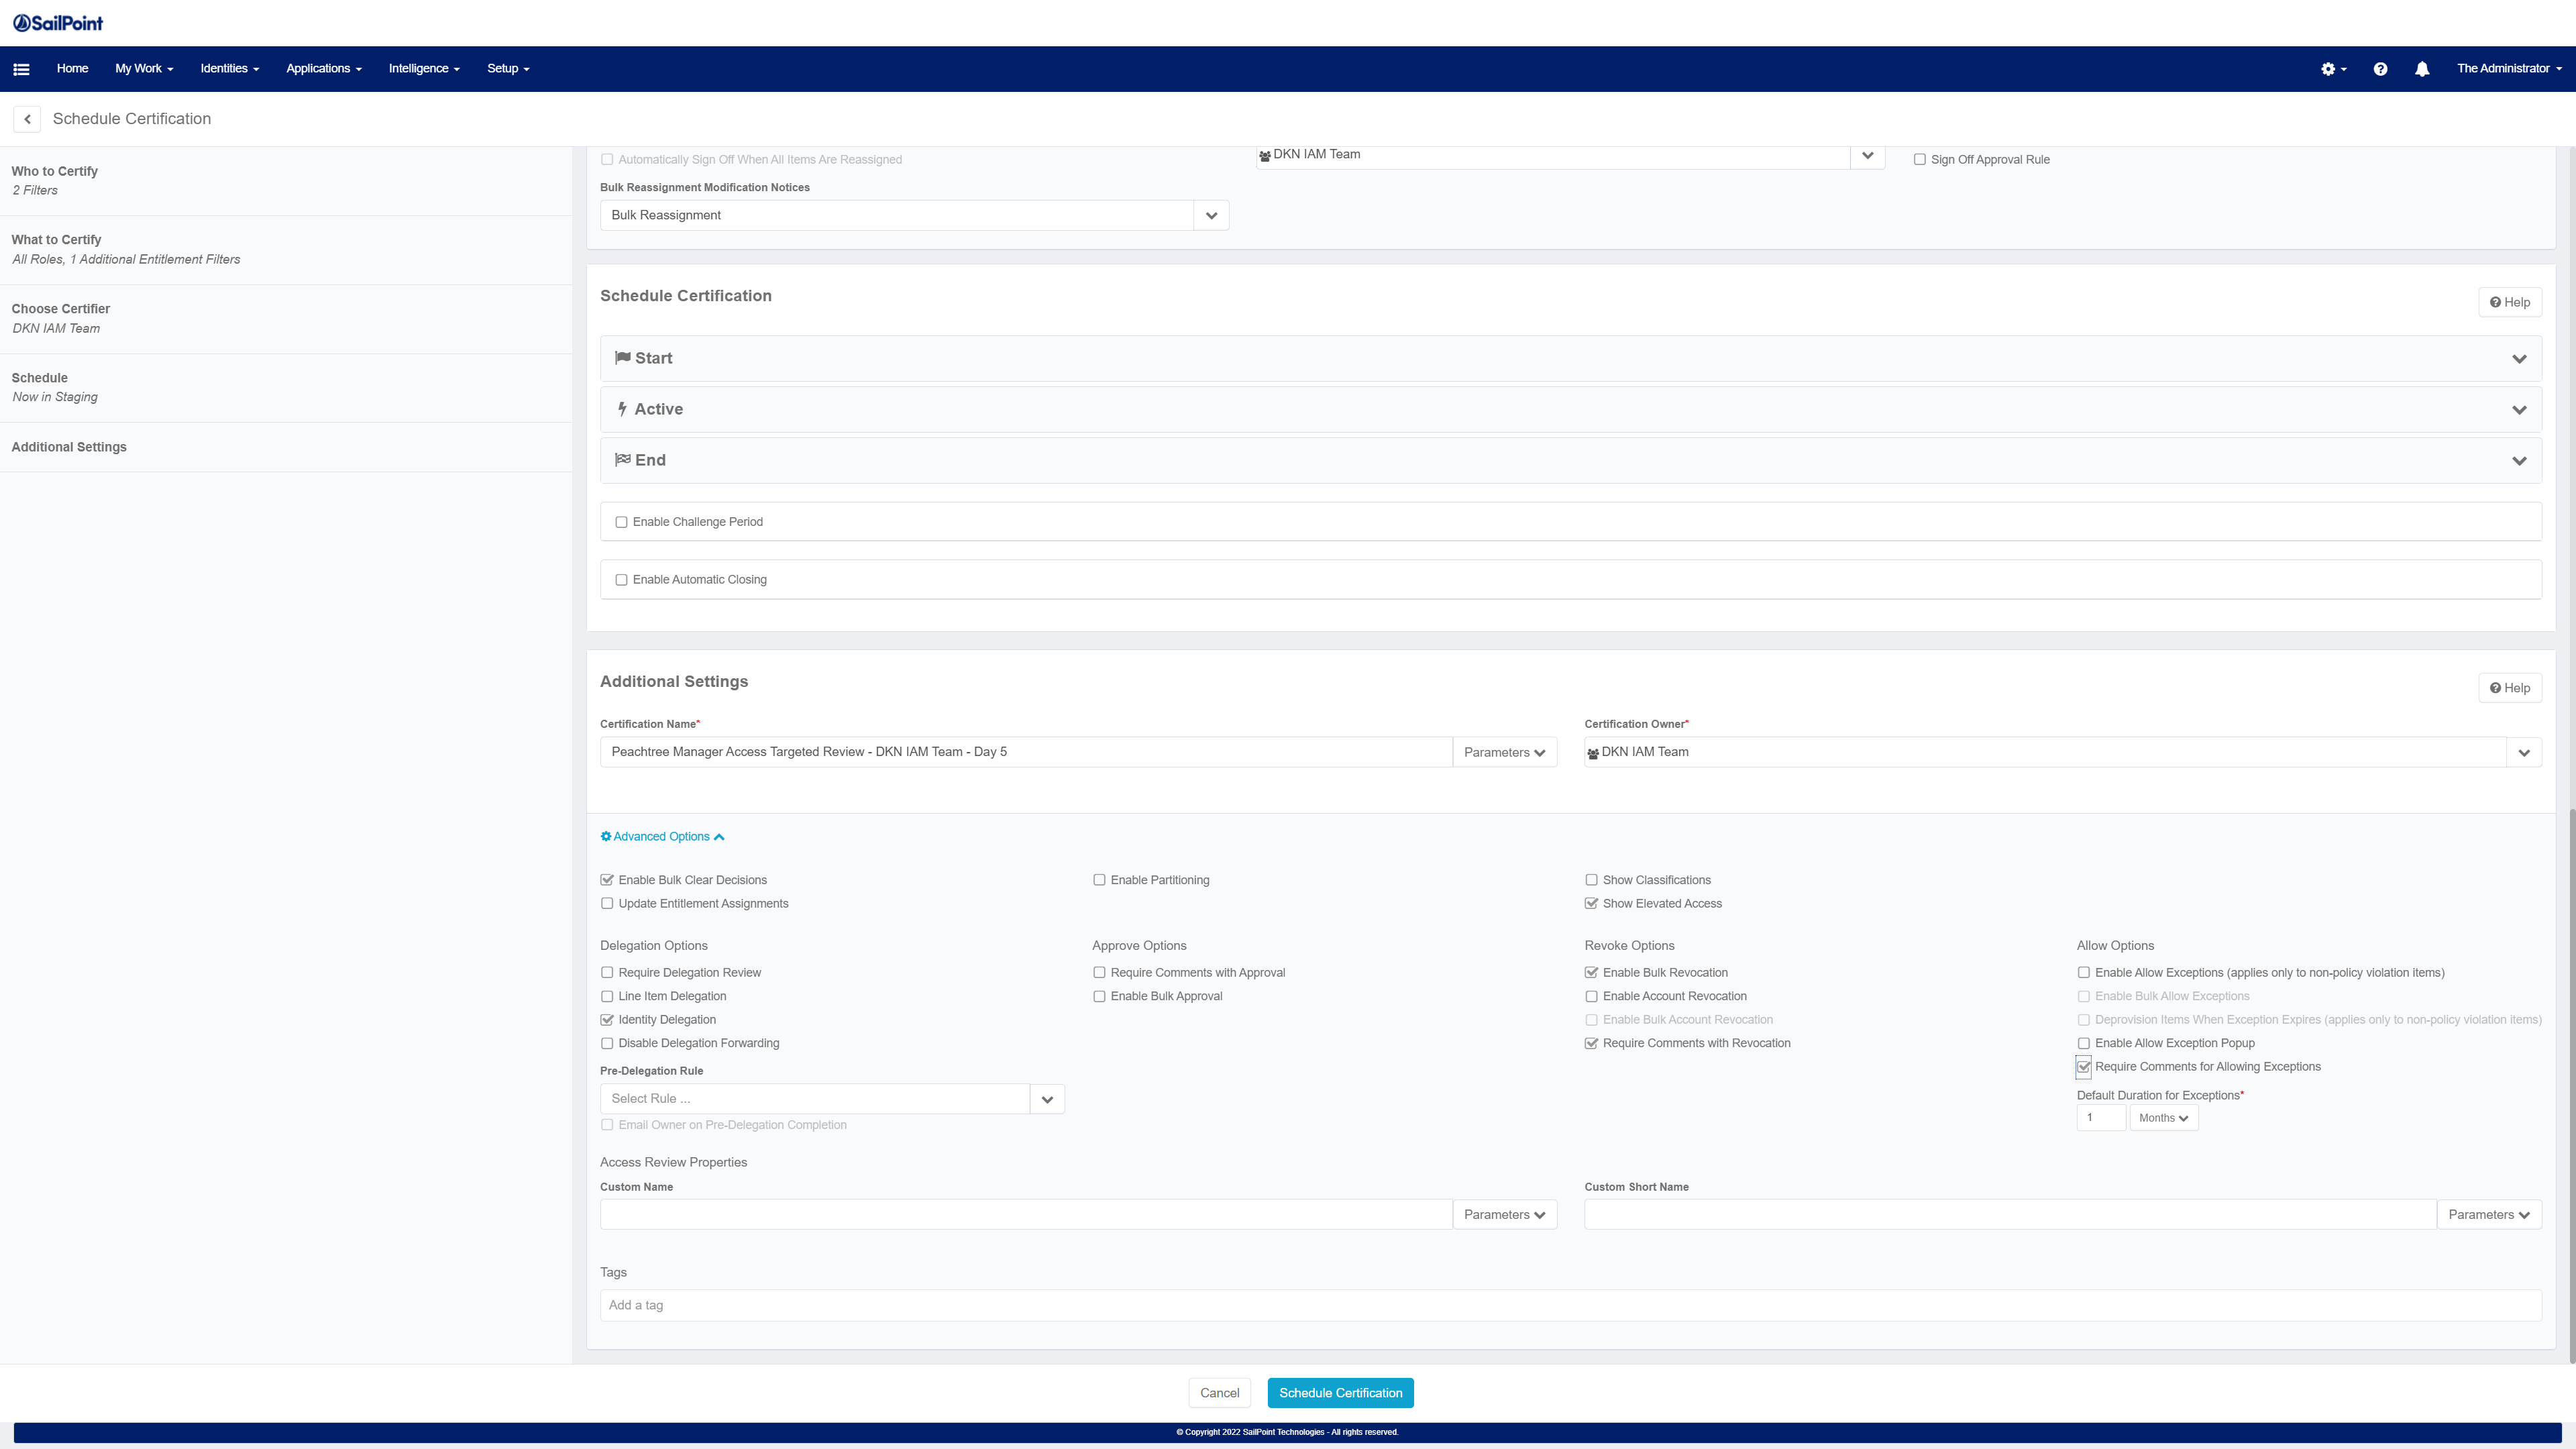 SailPoint
Home
My Work
Identities
Applications
Intelligence
Setup
The Administrator
Schedule Certification
Who to Certify
2 Filters
What to Certify
All Roles, 1 Additional Entitlement Filters
Choose Certifier
DKN IAM Team
Schedule
Now in Staging
Additional Settings
Automatically Sign Off When All Items Are Reassigned
DKN IAM Team
Sign Off Approval Rule
Bulk Reassignment Modification Notices
Bulk Reassignment
Schedule Certification
Help
Start
Active
End
Enable Challenge Period
Enable Automatic Closing
Additional Settings
Help
Certification Name*
Certification Owner*
Peachtree Manager Access Targeted Review - DKN IAM Team - Day 5
Parameters
DKN IAM Team
Advanced Options
Enable Bulk Clear Decisions
Enable Partitioning
Show Classifications
Update Entitlement Assignments
Show Elevated Access
Delegation Options
Approve Options
Revoke Options
Allow Options
Require Delegation Review
Require Comments with Approval
Enable Bulk Revocation
Enable Allow Exceptions (applies only to non-policy violation items)
Line Item Delegation
Enable Bulk Approval
Enable Account Revocation
Enable Bulk Allow Exceptions
Identity Delegation
Enable Bulk Account Revocation
Deprovision Items When Exception Expires (applies only to non-policy violation items)
Disable Delegation Forwarding
Require Comments with Revocation
Enable Allow Exception Popup
Pre-Delegation Rule
Require Comments for Allowing Exceptions
Select Rule ...
Default Duration for Exceptions*
1
Months
Email Owner on Pre-Delegation Completion
Access Review Properties
Custom Name
Custom Short Name
Parameters
Parameters
Tags
Add a tag
Cancel
Schedule Certification
© Copyright 2022 SailPoint Technologies - All rights reserved.